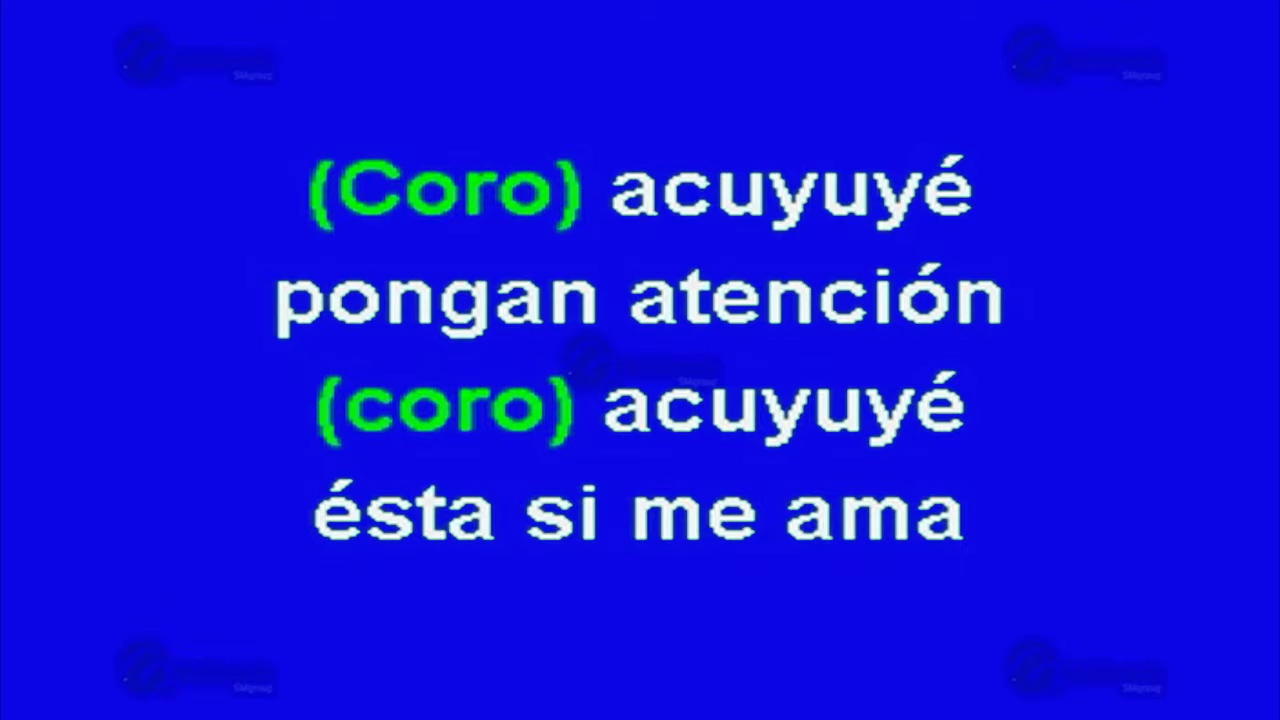 (Coro) acuyuyé
pongan atención
(coro) acuyuyé
ésta si me ama